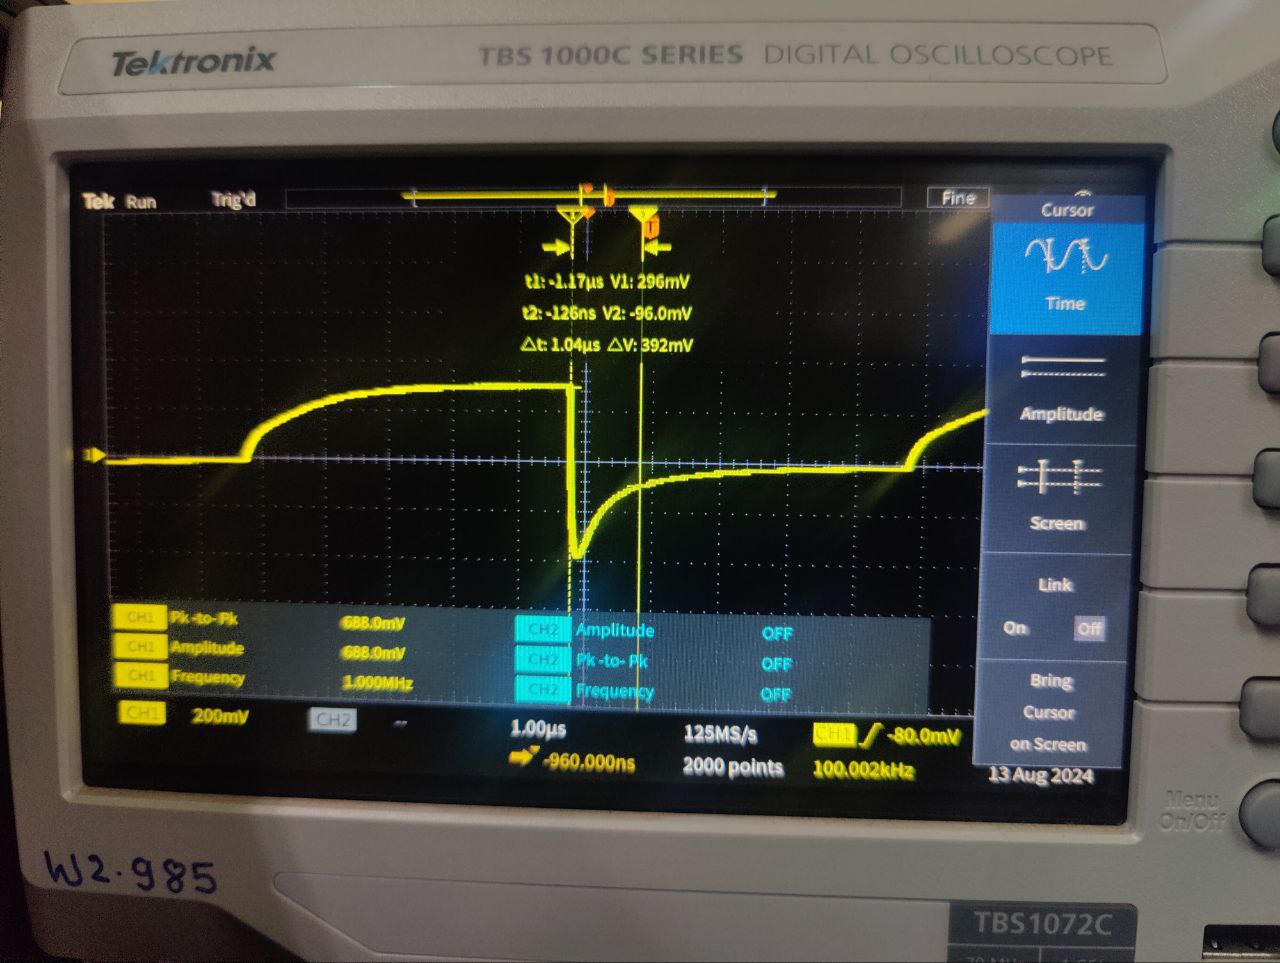 Tektronix TBS 1000C SERIES DIGITAL OSCILLOSCOPE
Tek Run Trig'd Fine
Cursor
T
t1: -1.17µs V1: 296mV
t2: -126ns V2: -96.0mV
Δt: 1.04µs ΔV: 392mV
Time
Amplitude
1
Screen
Link
On Off
Bring
Cursor
on Screen
CH1 Pk-to-Pk 688.0mV CH2 Amplitude OFF
CH1 Amplitude 688.0mV CH2 Pk-to-Pk OFF
CH1 Frequency 1.000MHz CH2 Frequency OFF
CH1 200mV CH2 -- 1.00µs 125MS/s CH1 -80.0mV
-960.000ns 2000 points 100.002kHz 13 Aug 2024
Menu
On/Off
W2.985
TBS1072C